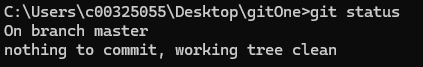 C:\Users\c00325055\Desktop\gitOne>git status
On branch master
nothing to commit, working tree clean